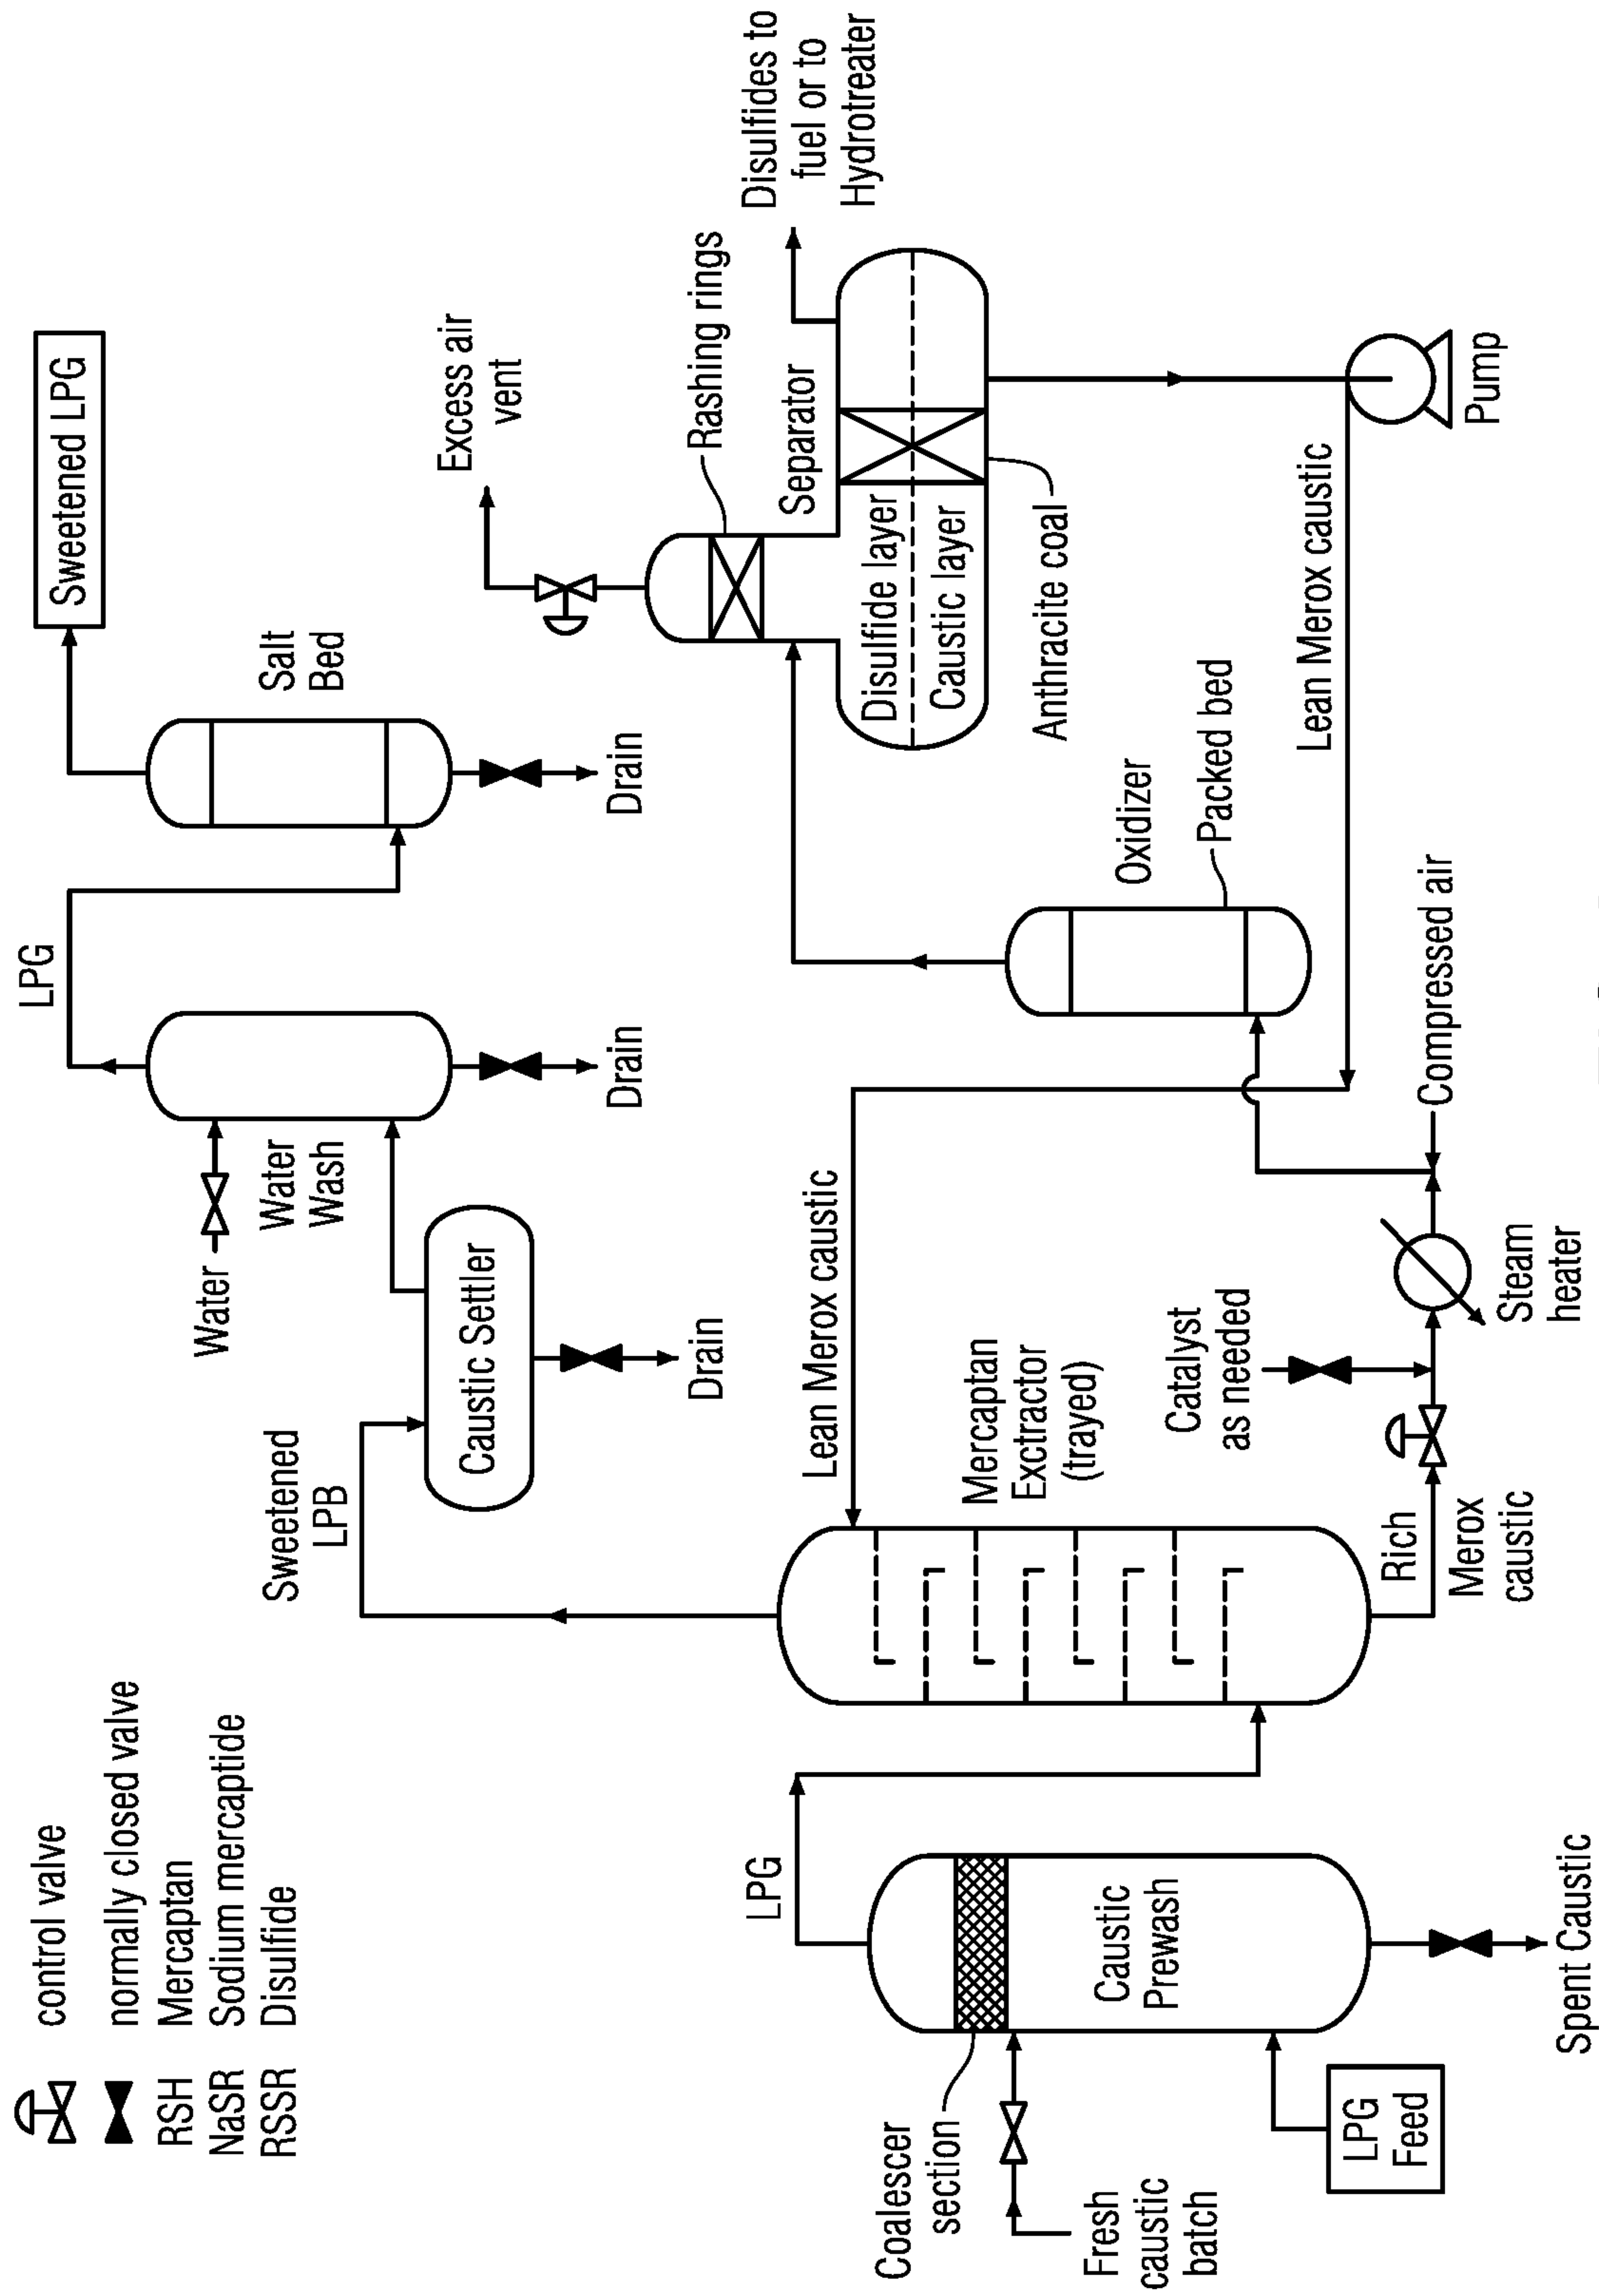 control valve
normally closed valve
RSH Mercaptan
NaSR Sodium mercaptide
RSSR Disulfide
Sweetened
LPB
Caustic Settler
Drain
Water
Water
Wash
Drain
LPG
Salt
Bed
Drain
Sweetened LPG
Excess air
vent
Rashing rings
Separator
Disulfides to
fuel or to
Hydrotreater
Disulfide layer
Caustic layer
Anthracite coal
Oxidizer
Packed bed
Lean Merox caustic
Pump
Lean Merox caustic
Mercaptan
Exctractor
(trayed)
Catalyst
as needed
Compressed air
Steam
heater
Rich
Merox
caustic
LPG
Coalescer
section
Caustic
Prewash
Fresh
caustic
batch
LPG
Feed
Spent Caustic